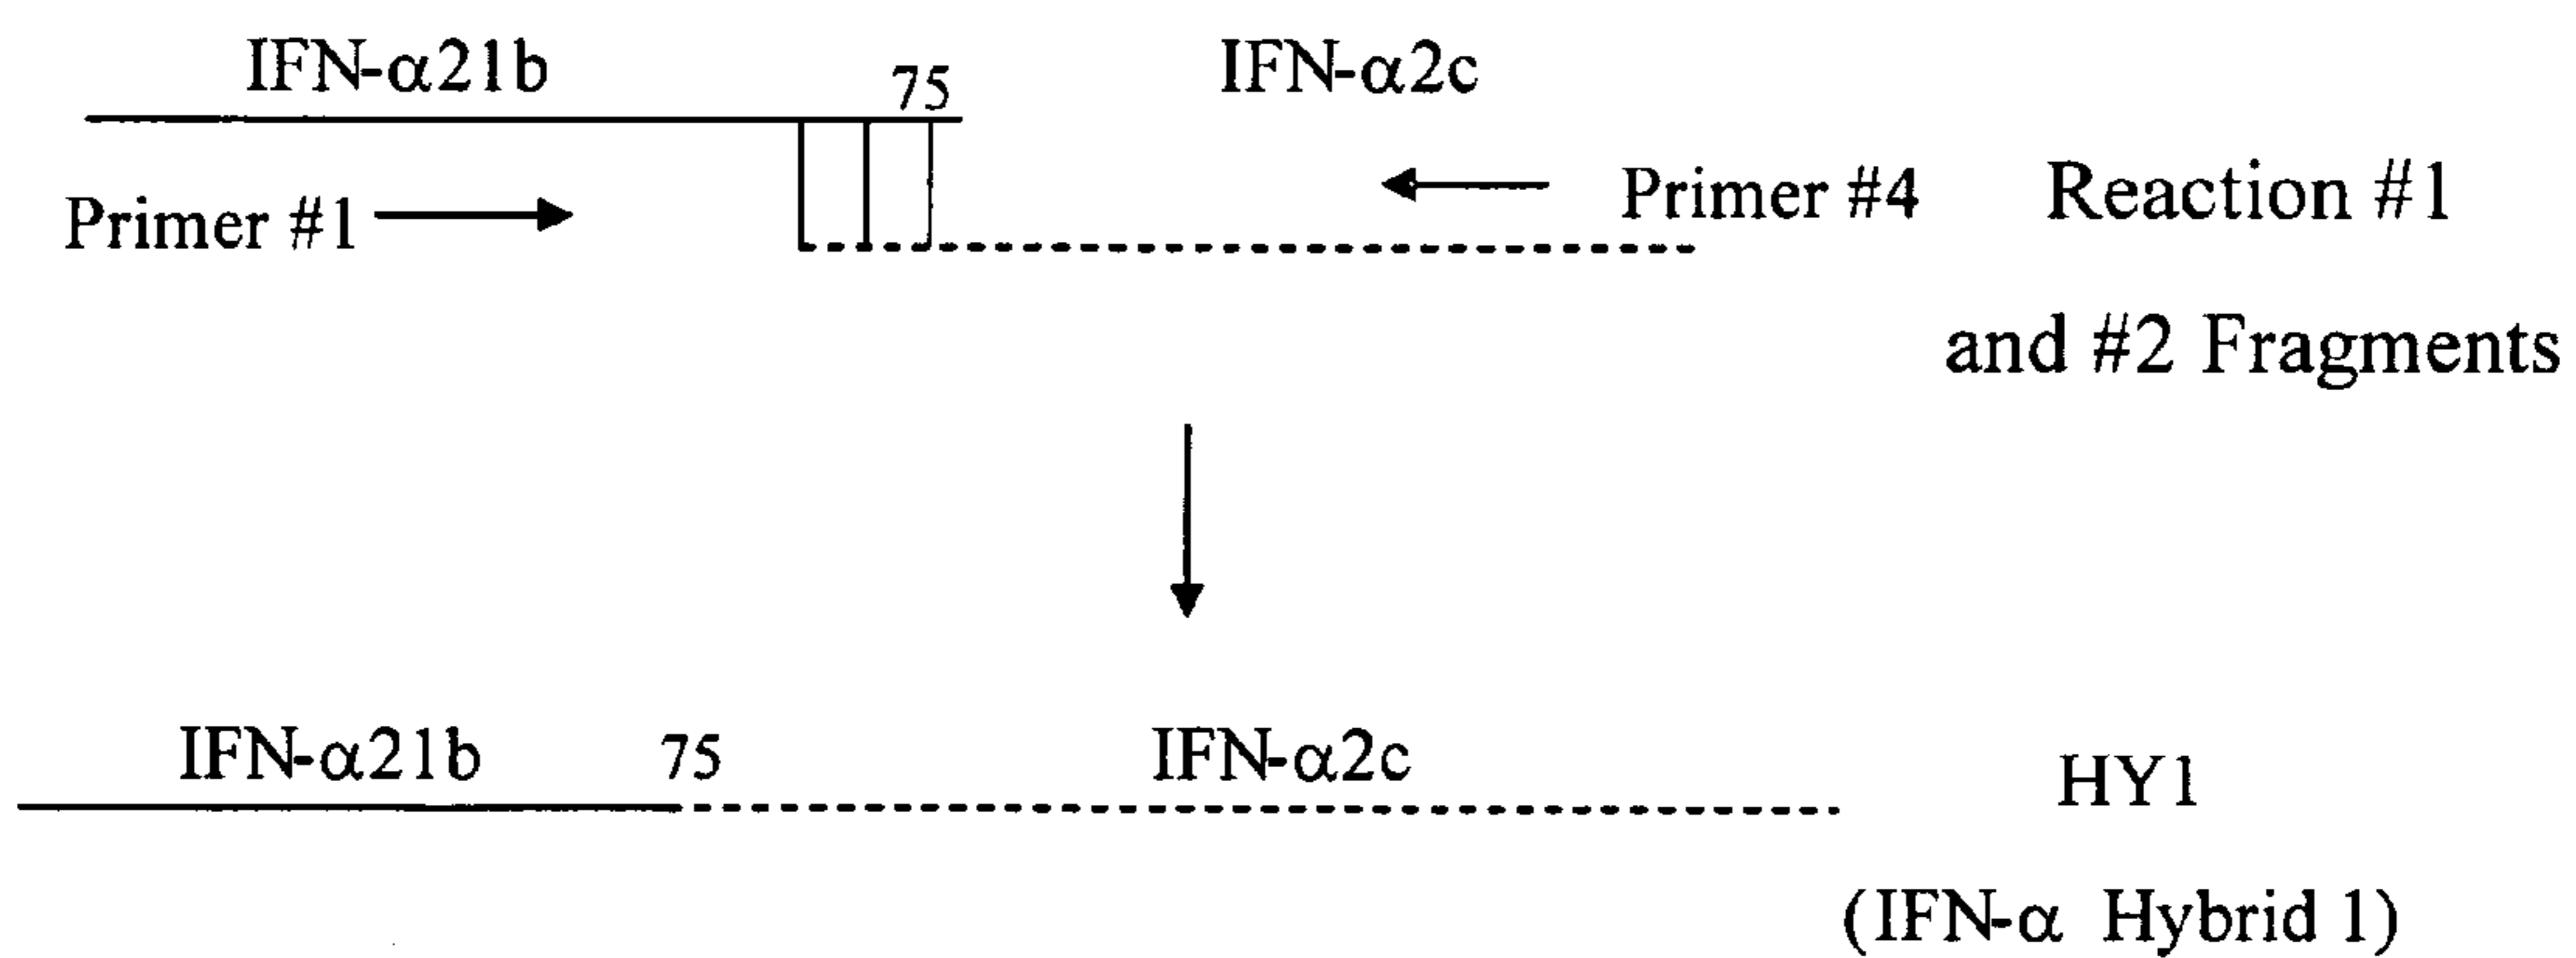 IFN-α21b 75 IFN-α2c
Primer #1 Primer #4 Reaction #1
and #2 Fragments
IFN-α21b 75 IFN-α2c HY1
(IFN-α Hybrid 1)